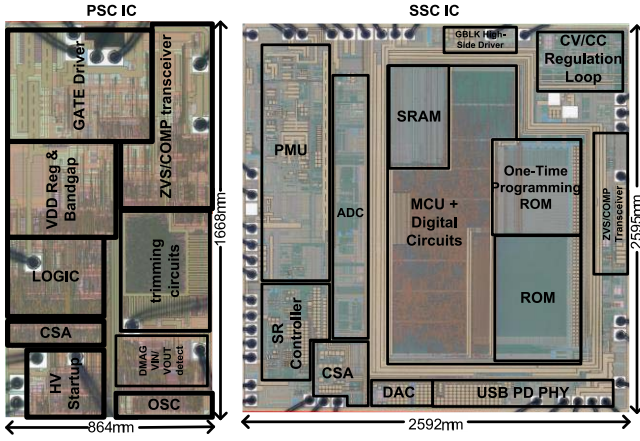 PSC IC
SSC IC
GATE Driver
ZVS/COMP transceiver
VDD Reg &
Bandgap
LOGIC
trimming
circuits
CSA
HV
Startup
DMAG
VIN/
VOUT
detect
OSC
864mm
1668mm
GBLK High-
Side Driver
CV/CC
Regulation
Loop
PMU
ADC
SRAM
MCU +
Digital
Circuits
One-Time
Programming
ROM
ROM
ZVS/COMP
Transceiver
SR
Controller
CSA
DAC
USB PD PHY
2592mm
2595mm